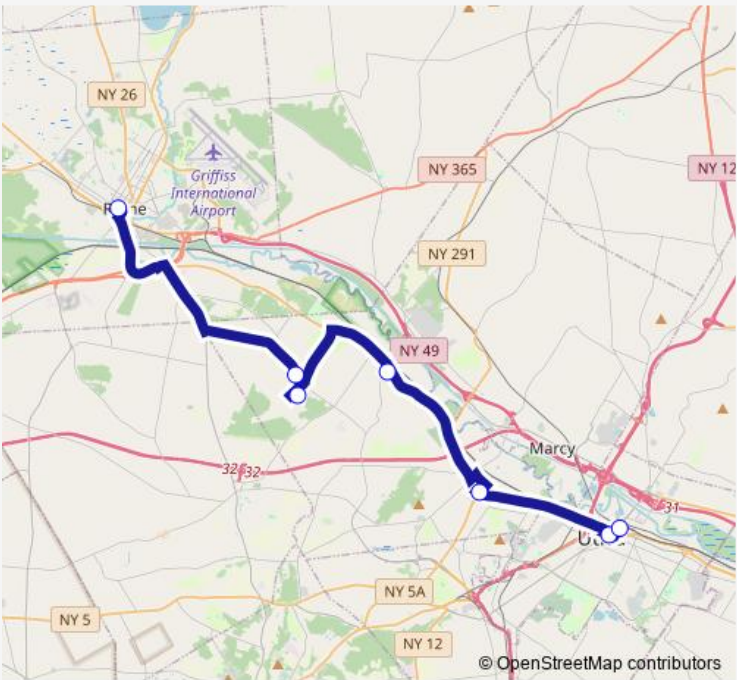 NY 26
Griffiss
International
Airport
NY 365
NY 12
NY 291
NY 49
Marcy
32 32
31
NY 5A
NY 5
NY 12
© OpenStreetMap contributors